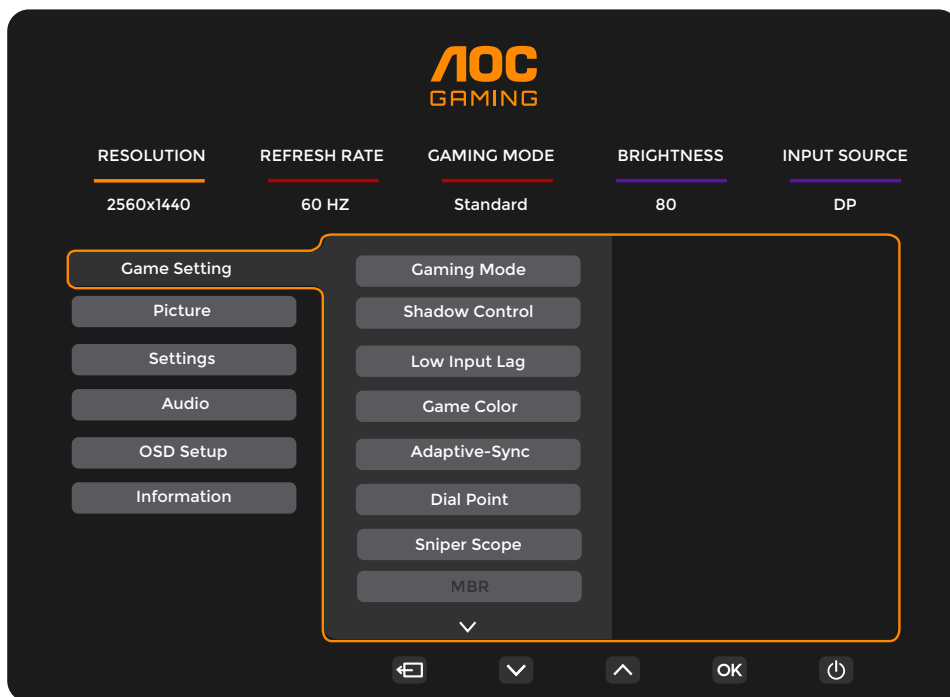 AOC
GAMING
RESOLUTION REFRESH RATE GAMING MODE BRIGHTNESS INPUT SOURCE
2560x1440 60 HZ Standard 80 DP
Game Setting
Picture
Settings
Audio
OSD Setup
Information
Gaming Mode
Shadow Control
Low Input Lag
Game Color
Adaptive-Sync
Dial Point
Sniper Scope
MBR
OK